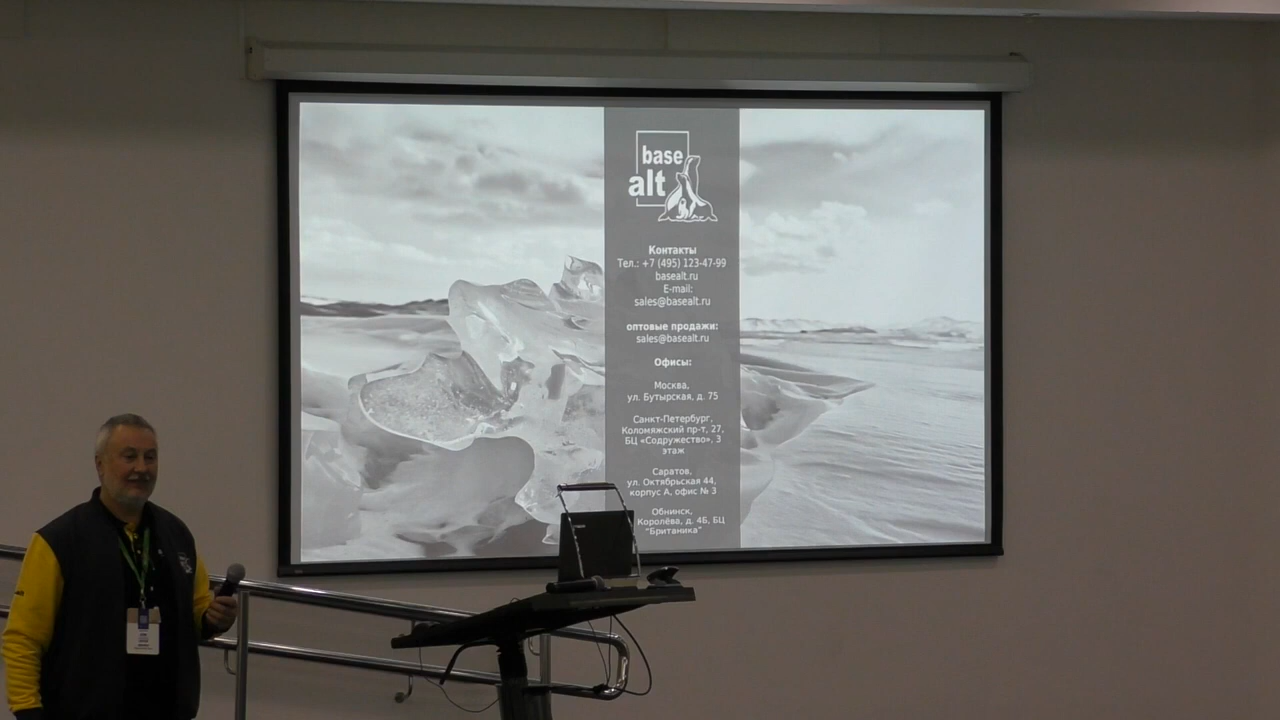 base
alt
Контакты
Тел.: +7 (495) 123-47-99
basealt.ru
E-mail:
sales@basealt.ru
оптовые продажи:
sales@basealt.ru
Офисы:
Москва,
ул. Бутырская, д. 75
Санкт-Петербург,
Коломяжский пр-т, 27,
БЦ «Содружество», 3
этаж
Саратов,
ул. Октябрьская 44,
корпус А, офис № 3
Обнинск,
Королёва, д. 4Б, БЦ
"Британика"